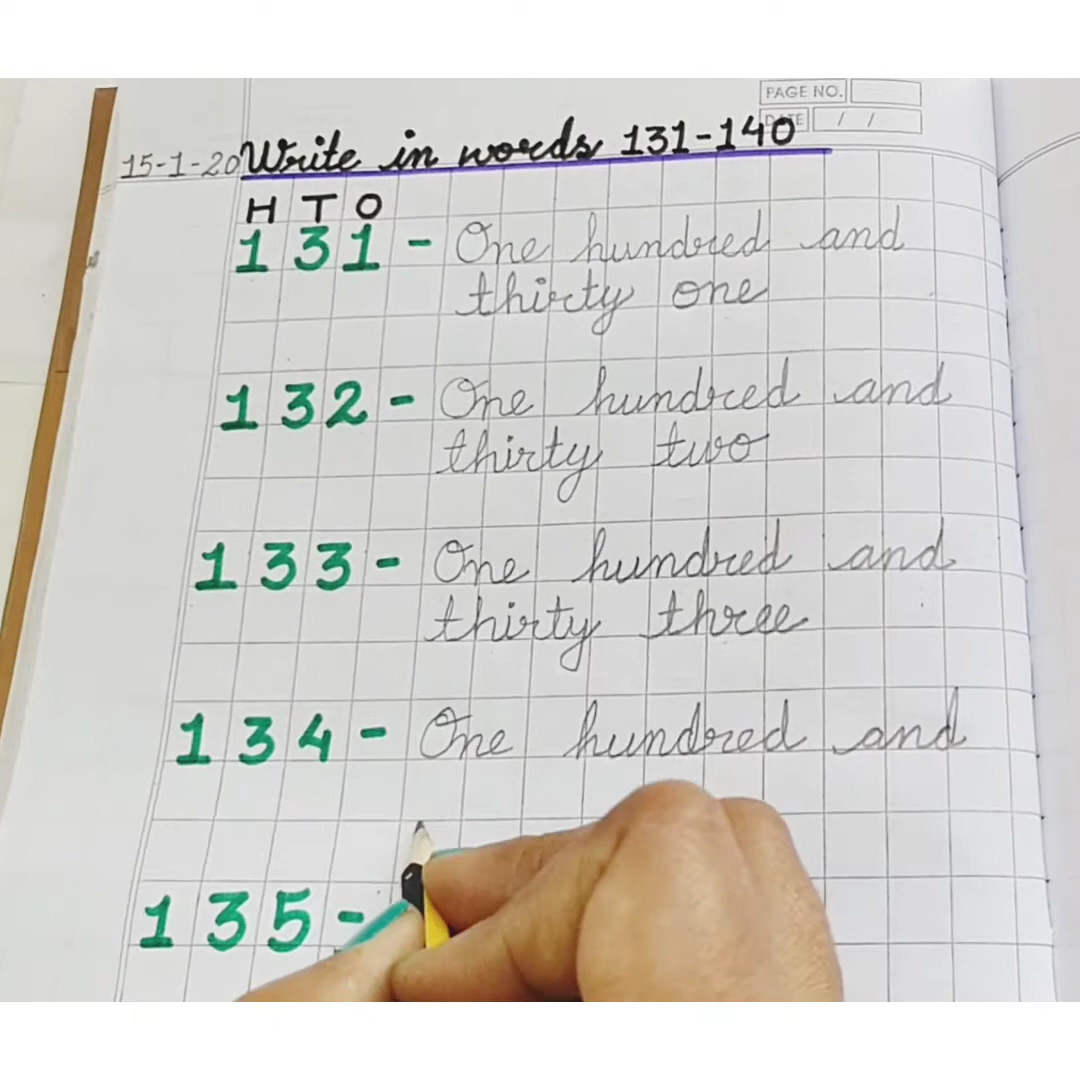 PAGE NO.
DATE / /
15-1-20 Write in words 131-140
H T O
131 - One hundred and
thirty one
132 - One hundred and
thirty two
133 - One hundred and
thirty three
134 - One hundred and
135 -